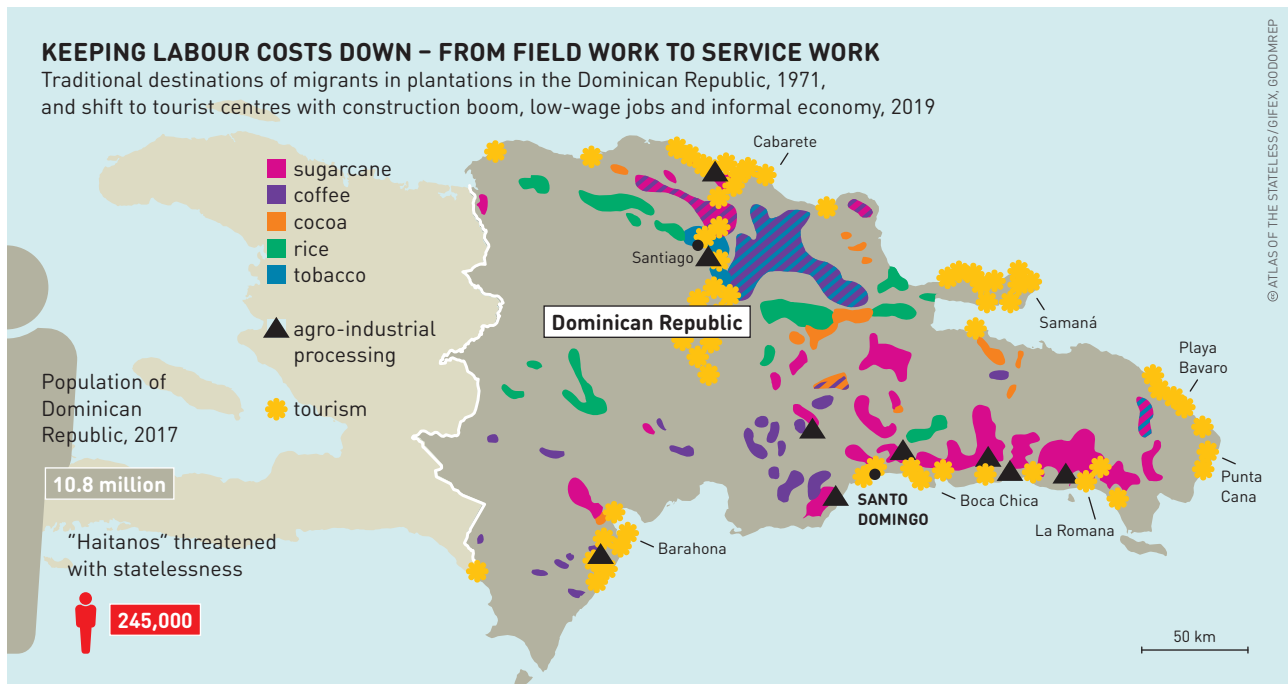 KEEPING LABOUR COSTS DOWN – FROM FIELD WORK TO SERVICE WORK
Traditional destinations of migrants in plantations in the Dominican Republic, 1971,
and shift to tourist centres with construction boom, low-wage jobs and informal economy, 2019
sugarcane
coffee
cocoa
rice
tobacco
agro-industrial
processing
tourism
Population of
Dominican
Republic, 2017
10.8 million
"Haitanos" threatened
with statelessness
245,000
Cabarete
Santiago
Dominican Republic
Samaná
Playa
Bavaro
Punta
Cana
SANTO
DOMINGO
Boca Chica
La Romana
Barahona
50 km
© ATLAS OF THE STATELESS/GIFEX, GODOMREP